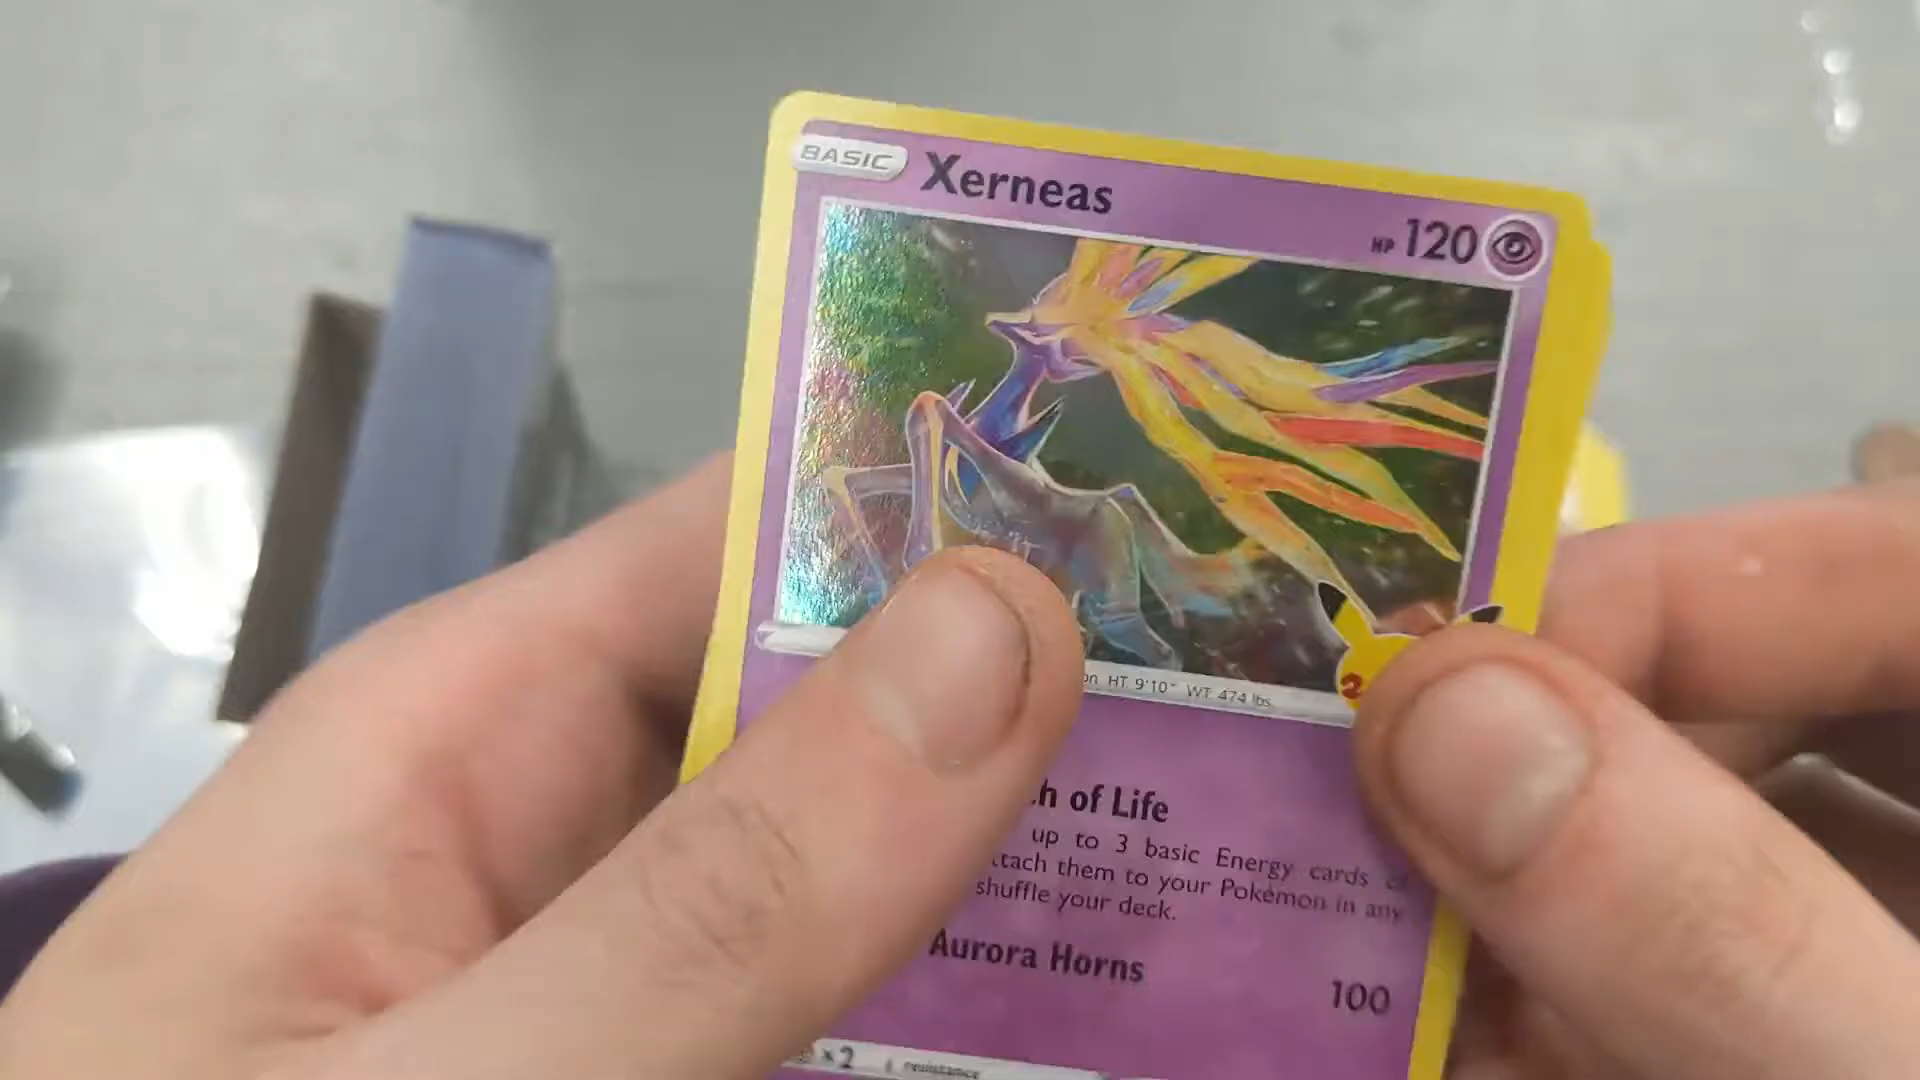 BASIC Xerneas HP 120
HT 9'10" WT 474 lbs.
of Life
up to 3 basic Energy cards
them to your Pokémon in any
shuffle your deck.
Aurora Horns
100
×2 resistance